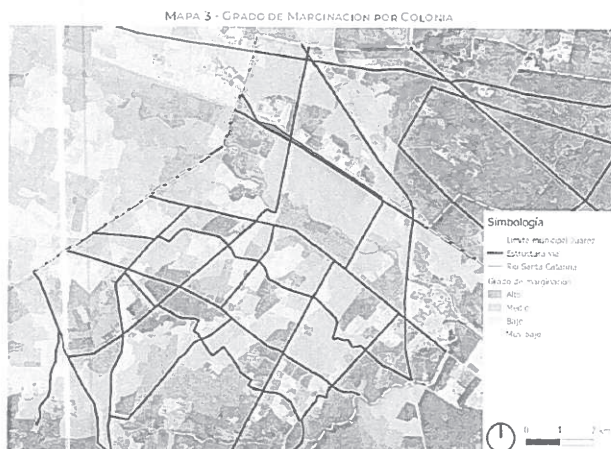 MAPA 3 - GRADO DE MARGINACIÓN POR COLONIA
Simbología
Límite municipal Juárez
Estructura vial
Río Santa Catarina
Grado de marginación
Alto
Medio
Bajo
Muy bajo
0 1 2 km